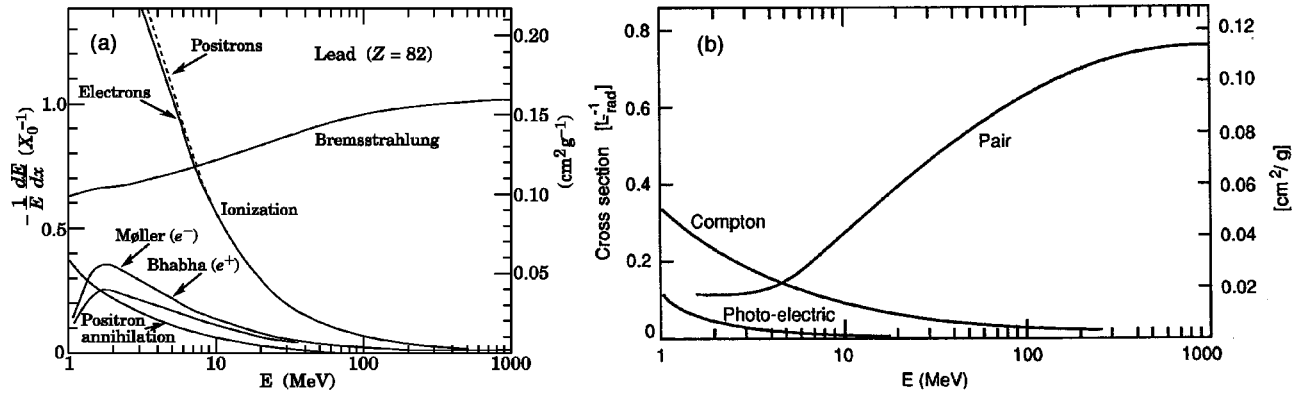 (a)
Positrons
Lead (Z = 82)
Electrons
Bremsstrahlung
Ionization
Møller (e⁻)
Bhabha (e⁺)
Positron
annihilation
1.0
0.5
0
0.20
0.15
0.10
0.05
0
1
10
100
1000
E (MeV)
−1/E dE/dx (X₀⁻¹)
(cm²g⁻¹)
(b)
Pair
Compton
Photo-electric
0.8
0.6
0.4
0.2
0
0.12
0.10
0.08
0.06
0.04
0.02
1
10
100
1000
E (MeV)
Cross section [L⁻¹rad]
[cm²/g]